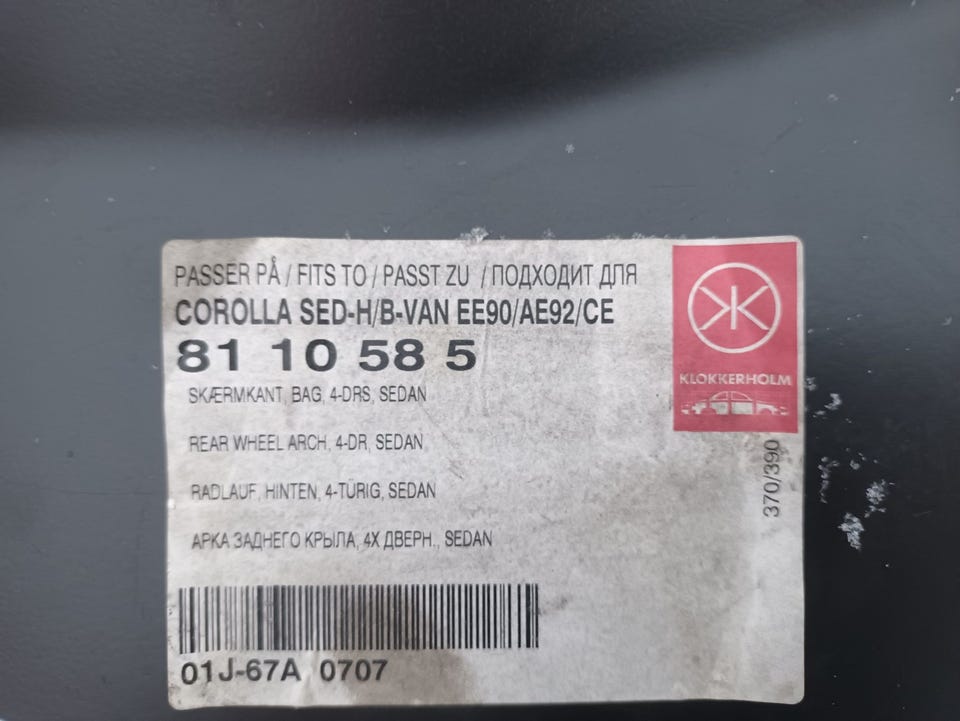 PASSER PÅ / FITS TO / PASST ZU / ПОДХОДИТ ДЛЯ
COROLLA SED-H/B-VAN EE90/AE92/CE
81 10 58 5
SKÆRMKANT, BAG, 4-DRS, SEDAN
REAR WHEEL ARCH, 4-DR, SEDAN
RADLAUF, HINTEN, 4-TÜRIG, SEDAN
АРКА ЗАДНЕГО КРЫЛА, 4X ДВЕРН., SEDAN
01J-67A 0707
KLOKKERHOLM
370/390